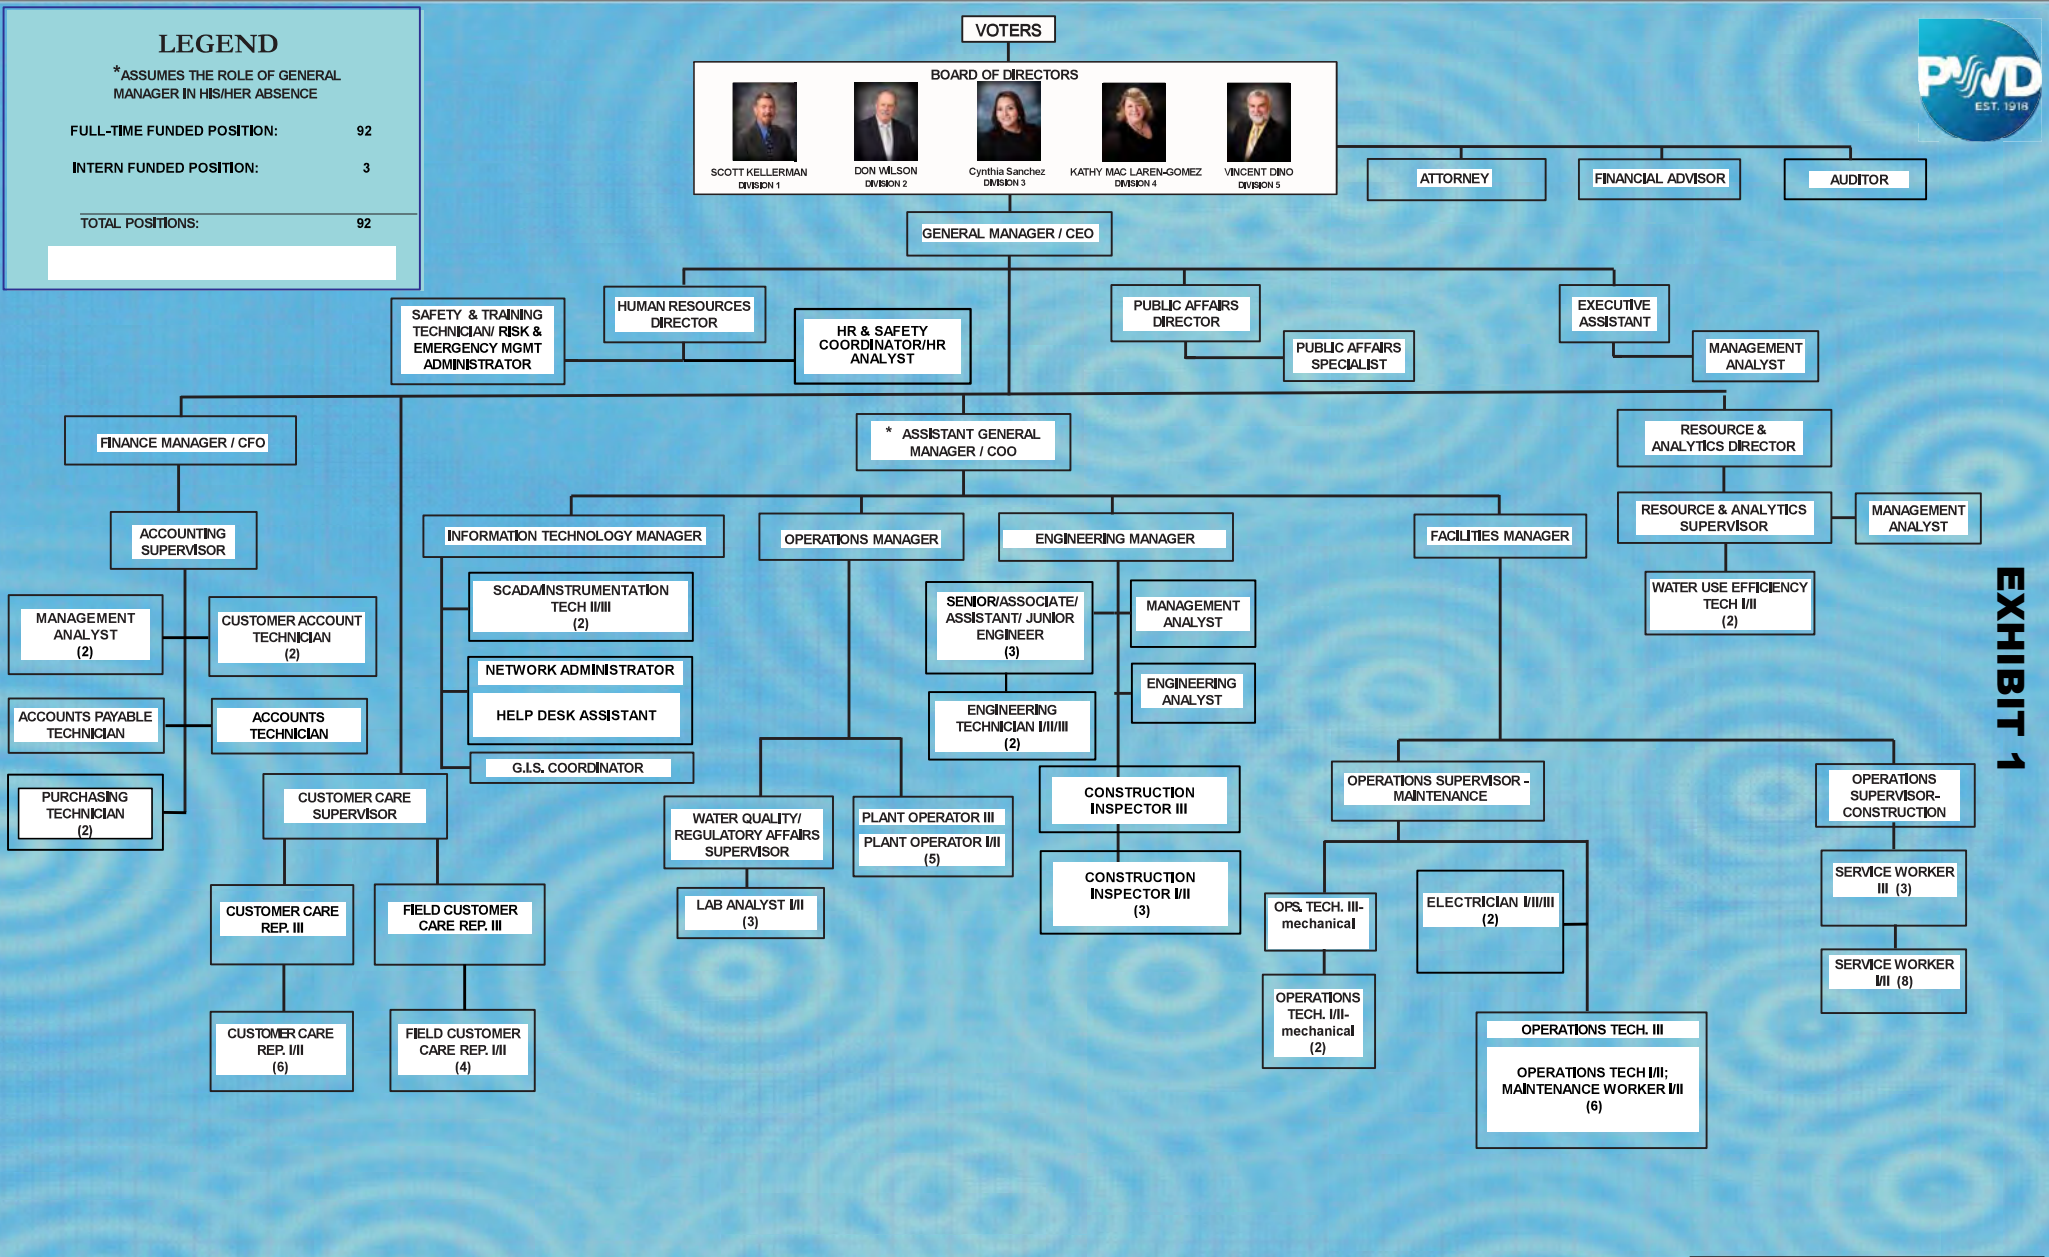 LEGEND
*ASSUMES THE ROLE OF GENERAL
MANAGER IN HIS/HER ABSENCE
FULL-TIME FUNDED POSITION: 92
INTERN FUNDED POSITION: 3
TOTAL POSITIONS: 92
VOTERS
BOARD OF DIRECTORS
SCOTT KELLERMAN
DIVISION 1
DON WILSON
DIVISION 2
Cynthia Sanchez
DIVISION 3
KATHY MAC LAREN-GOMEZ
DIVISION 4
VINCENT DINO
DIVISION 5
PWD
EST. 1918
ATTORNEY
FINANCIAL ADVISOR
AUDITOR
GENERAL MANAGER / CEO
SAFETY & TRAINING
TECHNICIAN/ RISK &
EMERGENCY MGMT
ADMINISTRATOR
HUMAN RESOURCES
DIRECTOR
HR & SAFETY
COORDINATOR/HR
ANALYST
PUBLIC AFFAIRS
DIRECTOR
PUBLIC AFFAIRS
SPECIALIST
EXECUTIVE
ASSISTANT
MANAGEMENT
ANALYST
FINANCE MANAGER / CFO
* ASSISTANT GENERAL
MANAGER / COO
RESOURCE &
ANALYTICS DIRECTOR
ACCOUNTING
SUPERVISOR
INFORMATION TECHNOLOGY MANAGER
OPERATIONS MANAGER
ENGINEERING MANAGER
FACILITIES MANAGER
RESOURCE & ANALYTICS
SUPERVISOR
MANAGEMENT
ANALYST
WATER USE EFFICIENCY
TECH I/II
(2)
EXHIBIT 1
MANAGEMENT
ANALYST
(2)
CUSTOMER ACCOUNT
TECHNICIAN
(2)
ACCOUNTS PAYABLE
TECHNICIAN
ACCOUNTS
TECHNICIAN
PURCHASING
TECHNICIAN
(2)
SCADA/INSTRUMENTATION
TECH II/III
(2)
NETWORK ADMINISTRATOR
HELP DESK ASSISTANT
G.I.S. COORDINATOR
SENIOR/ASSOCIATE/
ASSISTANT/ JUNIOR
ENGINEER
(3)
MANAGEMENT
ANALYST
ENGINEERING
ANALYST
ENGINEERING
TECHNICIAN I/II/III
(2)
CONSTRUCTION
INSPECTOR III
CONSTRUCTION
INSPECTOR I/II
(3)
CUSTOMER CARE
SUPERVISOR
CUSTOMER CARE
REP. III
FIELD CUSTOMER
CARE REP. III
CUSTOMER CARE
REP. I/II
(6)
FIELD CUSTOMER
CARE REP. I/II
(4)
WATER QUALITY/
REGULATORY AFFAIRS
SUPERVISOR
LAB ANALYST I/II
(3)
PLANT OPERATOR III
PLANT OPERATOR I/II
(5)
OPERATIONS SUPERVISOR -
MAINTENANCE
OPERATIONS
SUPERVISOR-
CONSTRUCTION
OPS. TECH. III-
mechanical
OPERATIONS
TECH. I/II-
mechanical
(2)
ELECTRICIAN I/II/III
(2)
OPERATIONS TECH. III
OPERATIONS TECH I/II;
MAINTENANCE WORKER I/II
(6)
SERVICE WORKER
III (3)
SERVICE WORKER
I/II (8)